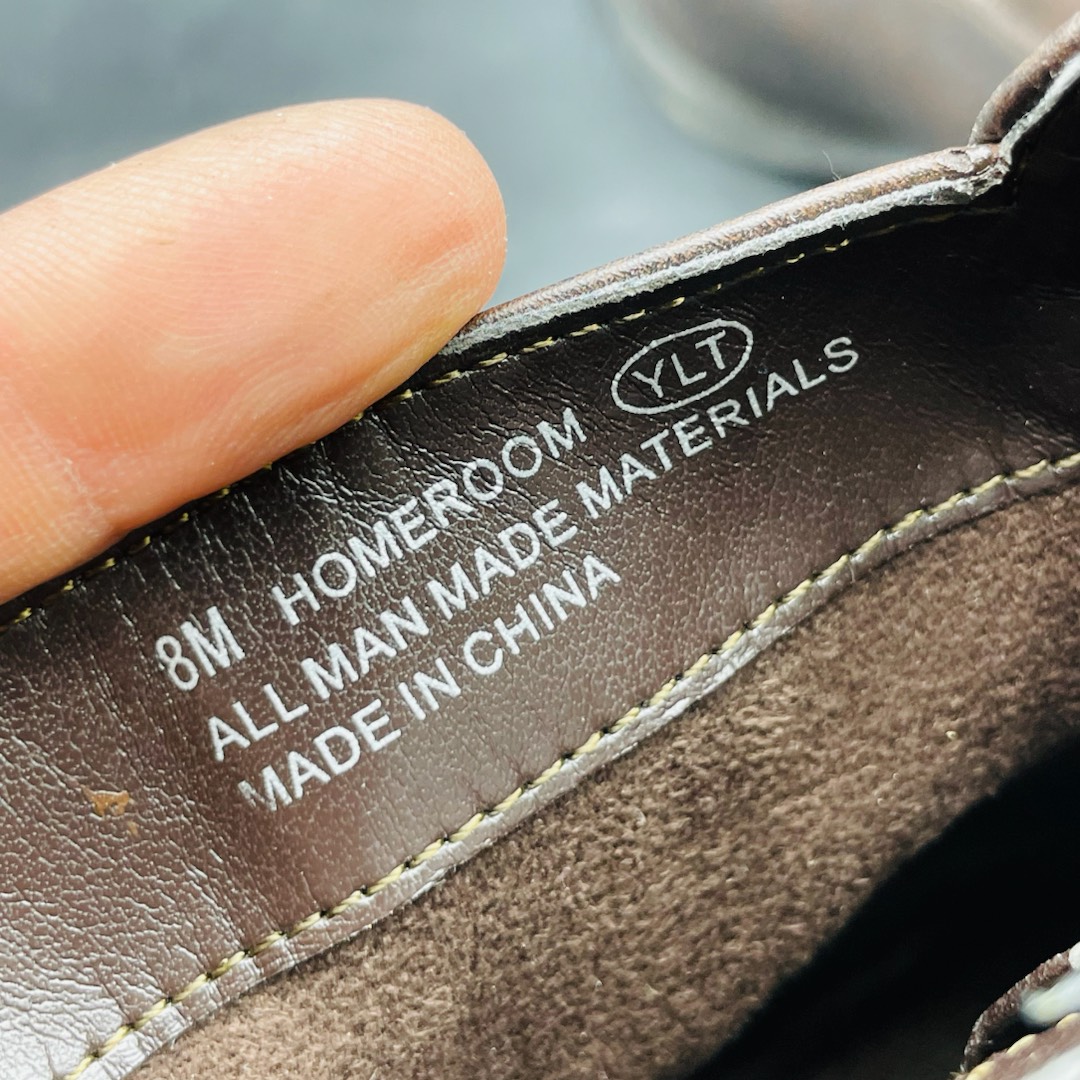 8M HOMEROOM YLT
ALL MAN MADE MATERIALS
MADE IN CHINA